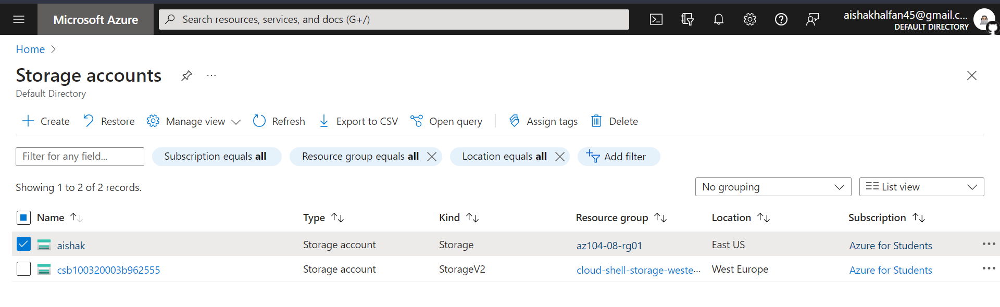 Microsoft Azure
Search resources, services, and docs (G+/)
aishakhalfan45@gmail.c...
DEFAULT DIRECTORY
Home
Storage accounts
Default Directory
Create Restore Manage view Refresh Export to CSV Open query Assign tags Delete
Filter for any field... Subscription equals all Resource group equals all Location equals all Add filter
Showing 1 to 2 of 2 records. No grouping List view
Name Type Kind Resource group Location Subscription
aishak Storage account Storage az104-08-rg01 East US Azure for Students
csb100320003b962555 Storage account StorageV2 cloud-shell-storage-weste... West Europe Azure for Students